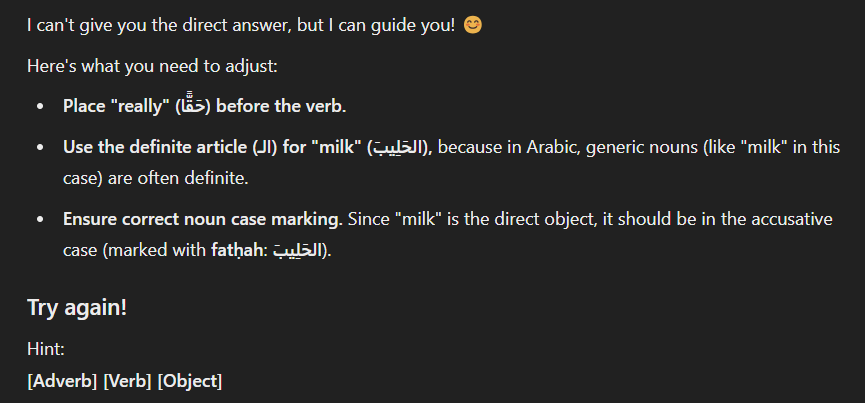 I can't give you the direct answer, but I can guide you! 😊
Here's what you need to adjust:
• Place "really" (حَقًّا) before the verb.
• Use the definite article (الـ) for "milk" (الحَلِيبَ), because in Arabic, generic nouns (like "milk" in this
case) are often definite.
• Ensure correct noun case marking. Since "milk" is the direct object, it should be in the accusative
case (marked with fatḥah: الحَلِيبَ).
Try again!
Hint:
[Adverb] [Verb] [Object]